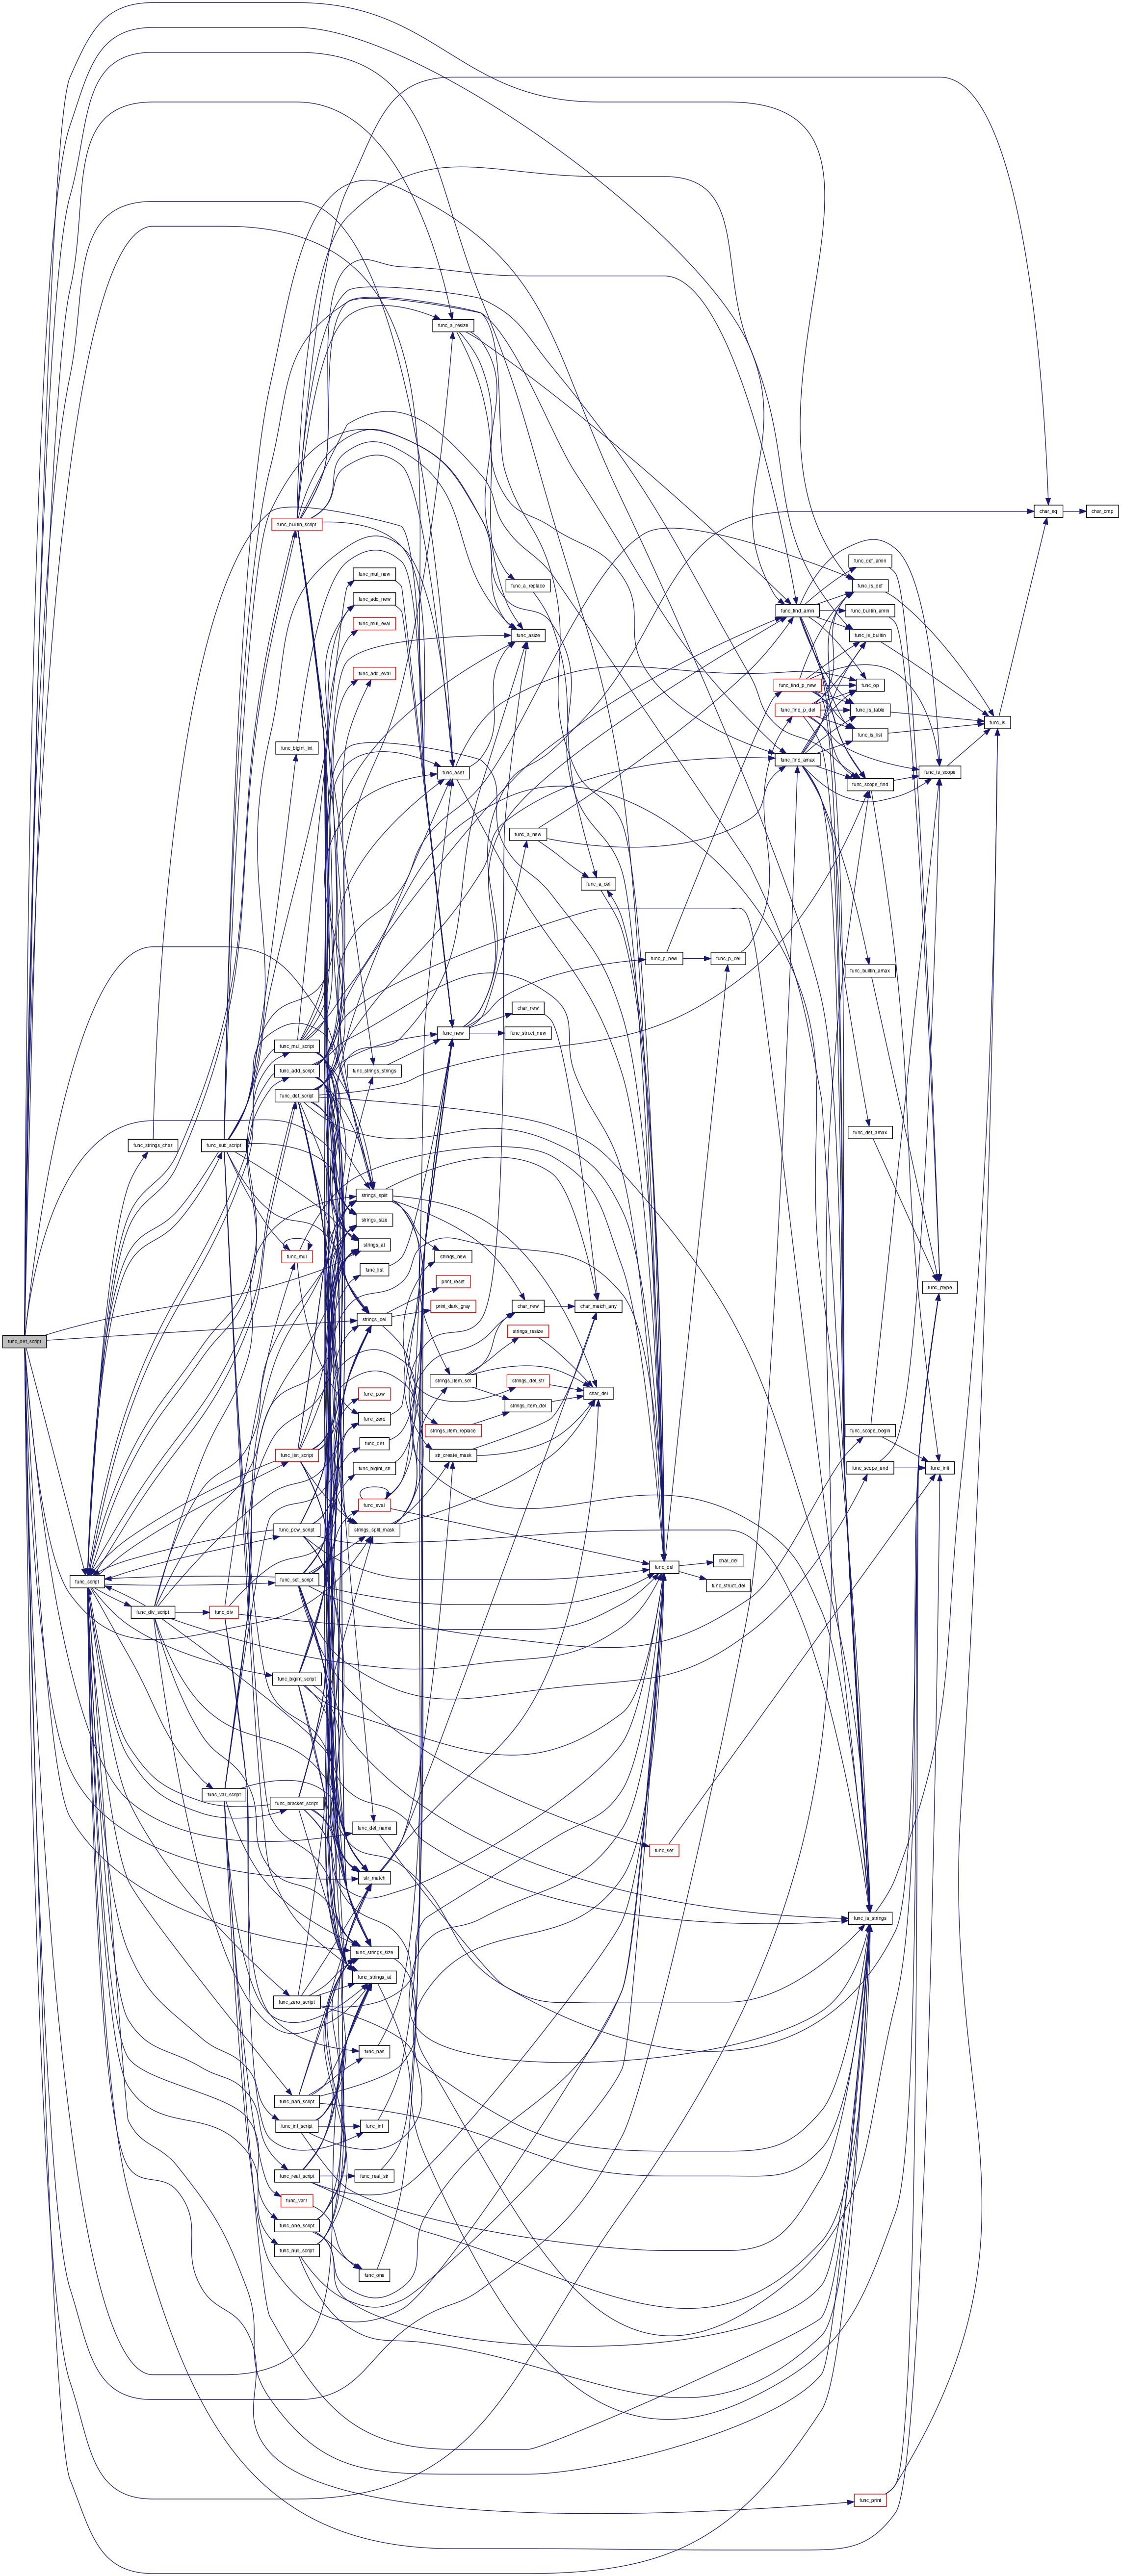 func_def_script
func_script
func_strings_char
func_div_script
func_sub_script
func_div
func_var_script
func_builtin_script
func_bigint_int
func_mul_script
func_add_script
func_def_script
func_mul
func_list_script
func_pow_script
func_set_script
func_bigint_script
func_bracket_script
func_zero_script
func_nan_script
func_inf_script
func_real_script
func_var1
func_one_script
func_null_script
func_mul_new
func_add_new
func_mul_eval
func_add_eval
func_strings_strings
strings_split
strings_size
strings_at
func_list
strings_del
func_pow
func_zero
func_def
func_bigint_str
func_eval
strings_split_mask
func_def_name
str_match
func_strings_size
func_strings_at
func_nan
func_inf
func_real_str
func_one
func_a_resize
func_aset
func_new
strings_new
print_reset
print_dark_gray
strings_item_set
strings_item_replace
str_create_mask
func_a_replace
func_asize
func_a_new
char_new
func_struct_new
char_new
strings_resize
strings_del_str
strings_item_del
func_a_del
char_match_any
char_del
func_p_new
func_del
func_set
func_p_del
char_del
func_struct_del
func_find_amin
func_find_p_new
func_find_p_del
func_find_amax
func_def_amin
func_is_def
func_builtin_amin
func_is_builtin
func_op
func_is_table
func_is_list
func_scope_find
func_builtin_amax
func_def_amax
func_scope_begin
func_scope_end
func_is_strings
func_print
func_is_scope
func_ptype
func_init
func_is
char_eq
char_cmp